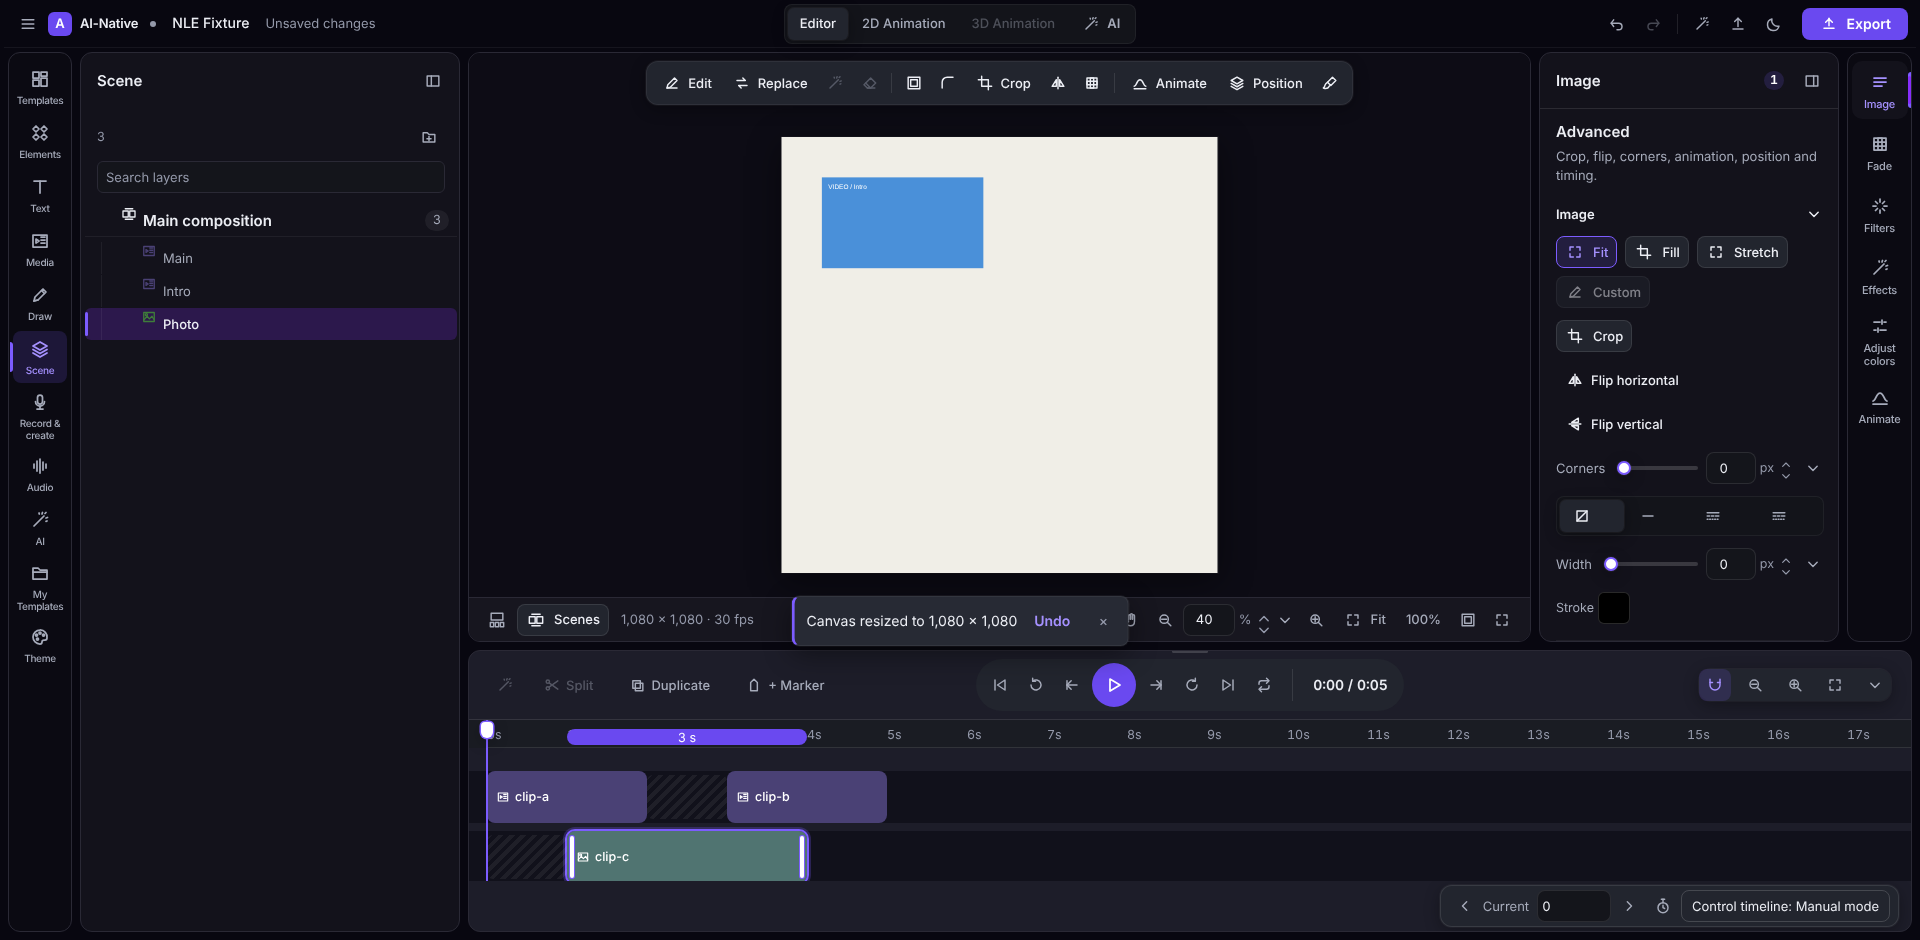 A AI-Native NLE Fixture Unsaved changes
Editor 2D Animation 3D Animation AI
Export
Templates
Elements
Text
Media
Draw
Scene
Record &
create
Audio
AI
My
Templates
Theme
Scene
3
Search layers
Main composition 3
Main
Intro
Photo
Edit Replace Crop Animate Position
VIDEO / Intro
Scenes 1,080 × 1,080 · 30 fps
Canvas resized to 1,080 × 1,080 Undo ×
40 % Fit 100%
Image 1
Advanced
Crop, flip, corners, animation, position and
timing.
Image
Fit Fill Stretch
Custom
Crop
Flip horizontal
Flip vertical
Corners 0 px
Width 0 px
Stroke
Image
Fade
Filters
Effects
Adjust
colors
Animate
Split Duplicate + Marker
0:00 / 0:05
3 s 4s 5s 6s 7s 8s 9s 10s 11s 12s 13s 14s 15s 16s 17s
clip-a clip-b
clip-c
Current 0 Control timeline: Manual mode